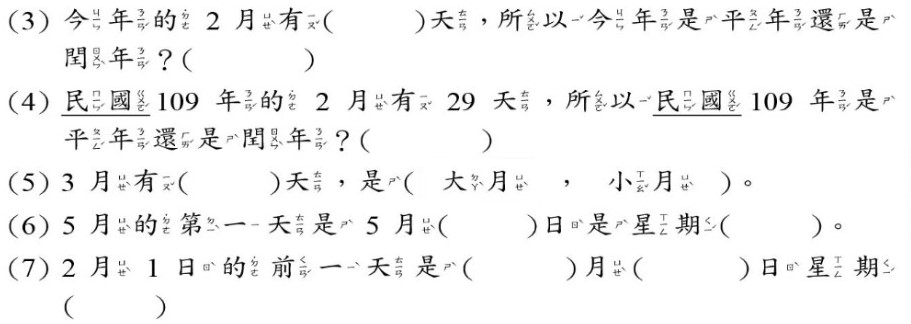 (3) 今年的 2 月有(　　　)天，所以今年是平年還是
閏年？(　　　)
(4) 民國 109 年的 2 月有 29 天，所以民國 109 年是
平年還是閏年？(　　　)
(5) 3 月有(　　　)天，是( 大月 ， 小月 )。
(6) 5 月的第一天是 5 月(　　　)日是星期(　　　)。
(7) 2 月 1 日的前一天是(　　　)月(　　　)日星期
(　　　)